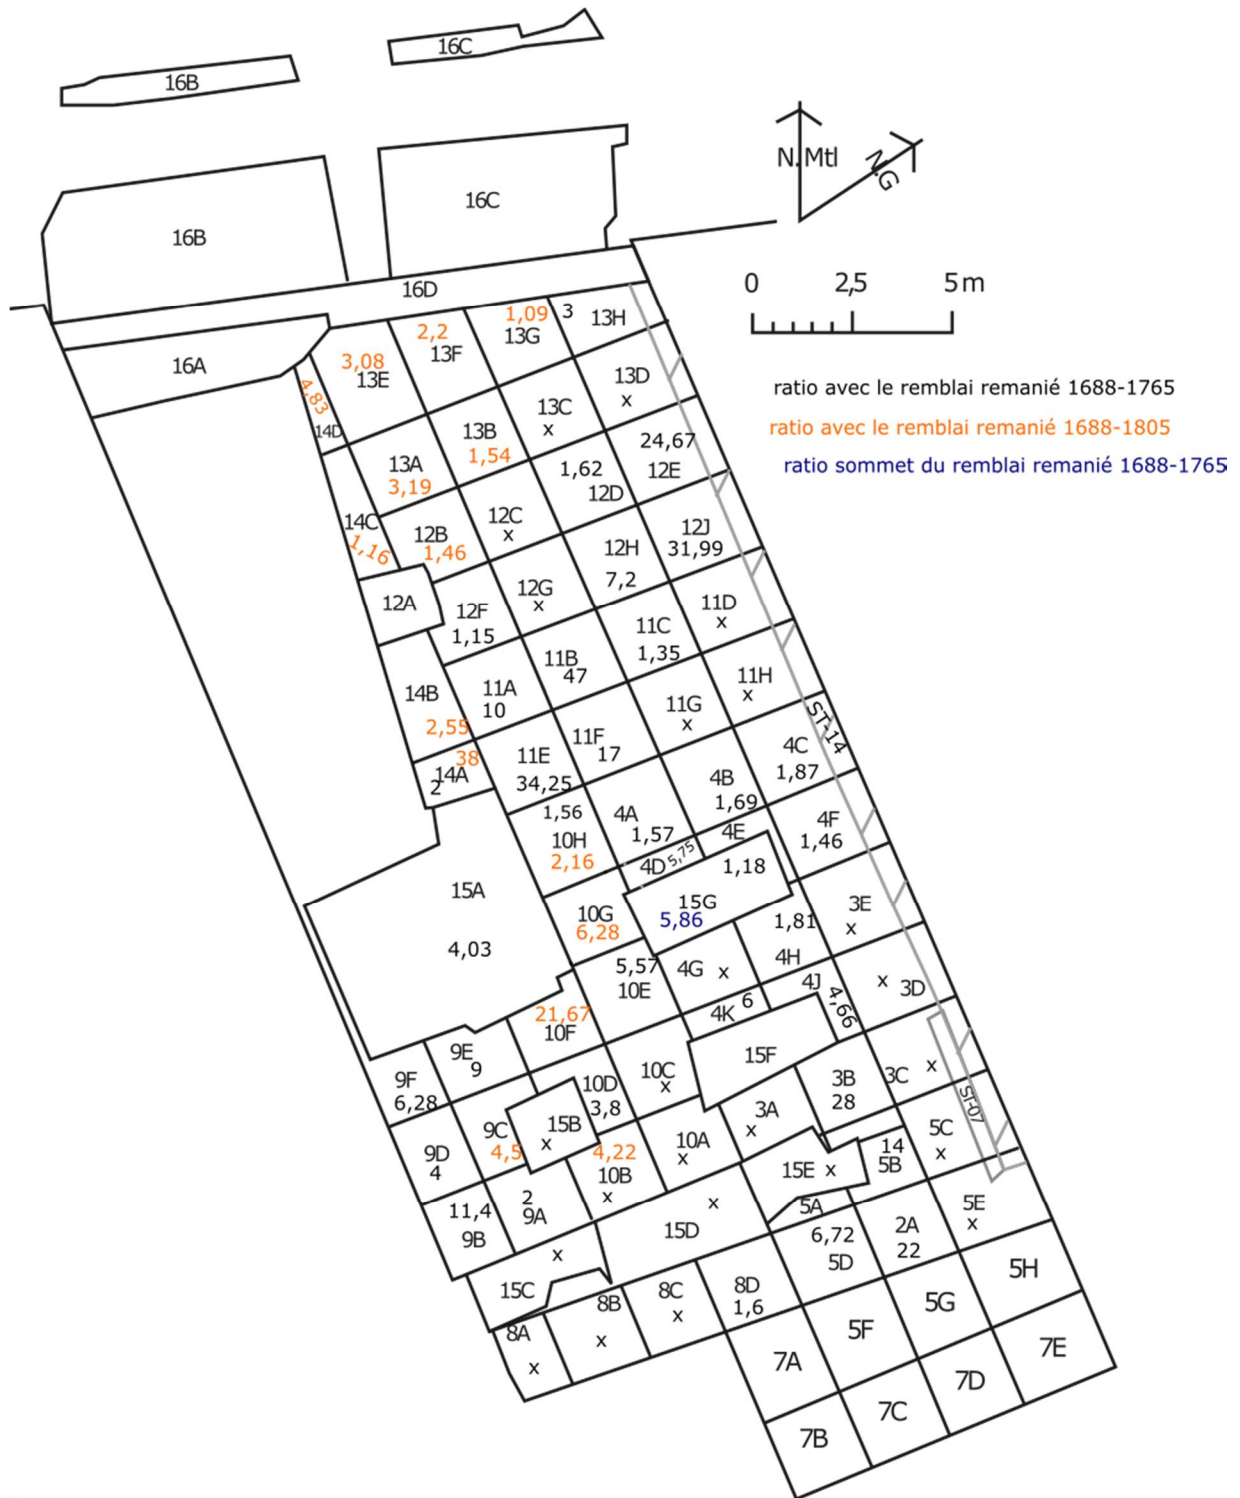 16C
16B
16C
16B
N.Mtl
N.G
16D
0 2,5 5m
16A
ratio avec le remblai remanié 1688-1765
ratio avec le remblai remanié 1688-1805
ratio sommet du remblai remanié 1688-1765
1,09
13G
3
13H
2,2
13F
3,08
13E
4,83
14D
13D
x
13C
x
13B
1,54
13A
3,19
24,67
12E
1,62
12D
12C
x
12B
1,46
14C
1,16
12J
31,99
12H
7,2
12G
x
12F
1,15
12A
11D
x
11C
1,35
11B
47
11A
10
14B
2,55
11H
x
11G
x
11F
17
11E
34,25
38
14A
2
ST-14
4C
1,87
4B
1,69
4A
1,57
1,56
10H
2,16
4F
1,46
4E
1,18
4D
5,75
15G
5,86
10G
6,28
15A
4,03
3E
x
1,81
4H
4G
x
5,57
10E
21,67
10F
x
3D
4J
4,66
4K
6
15F
9E
9
9F
6,28
3C
x
3B
28
10C
x
10D
3,8
ST-07
3A
x
15B
x
9C
4,5
9D
4
5C
x
14
5B
15E
x
10A
x
4,22
10B
x
2
9A
11,4
9B
5A
5E
x
2A
22
6,72
5D
x
15D
x
15C
5H
5G
5F
8D
1,6
8C
x
8B
x
8A
x
7E
7D
7A
7C
7B